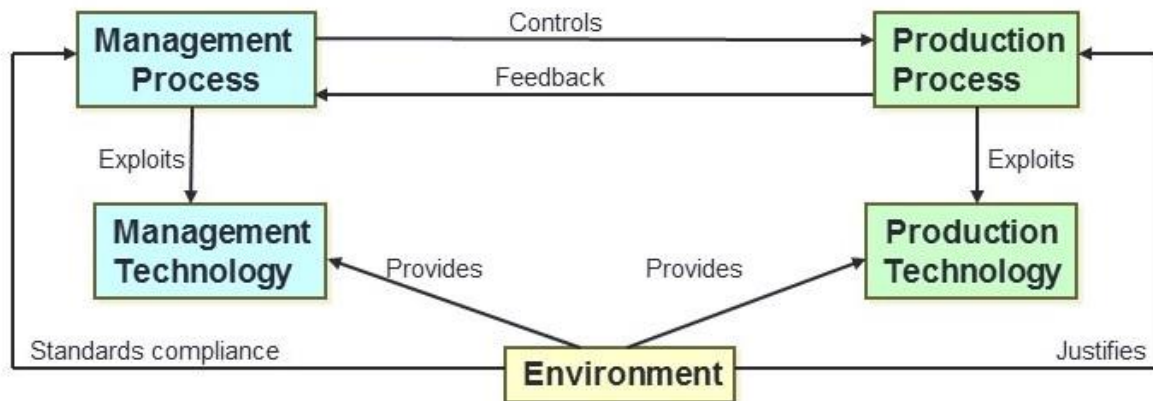 Management
Process
Controls
Production
Process
Feedback
Exploits
Exploits
Management
Technology
Production
Technology
Provides
Provides
Standards compliance
Environment
Justifies